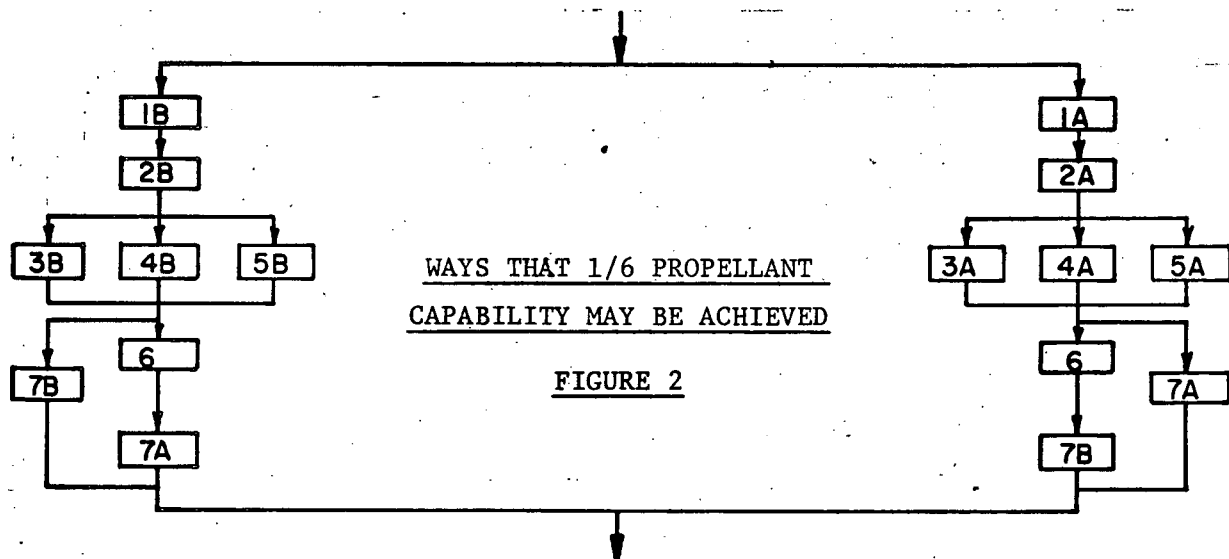 1B
1A
2B
2A
3B 4B 5B
3A 4A 5A
WAYS THAT 1/6 PROPELLANT
CAPABILITY MAY BE ACHIEVED
FIGURE 2
6
7B
7A
6
7A
7B